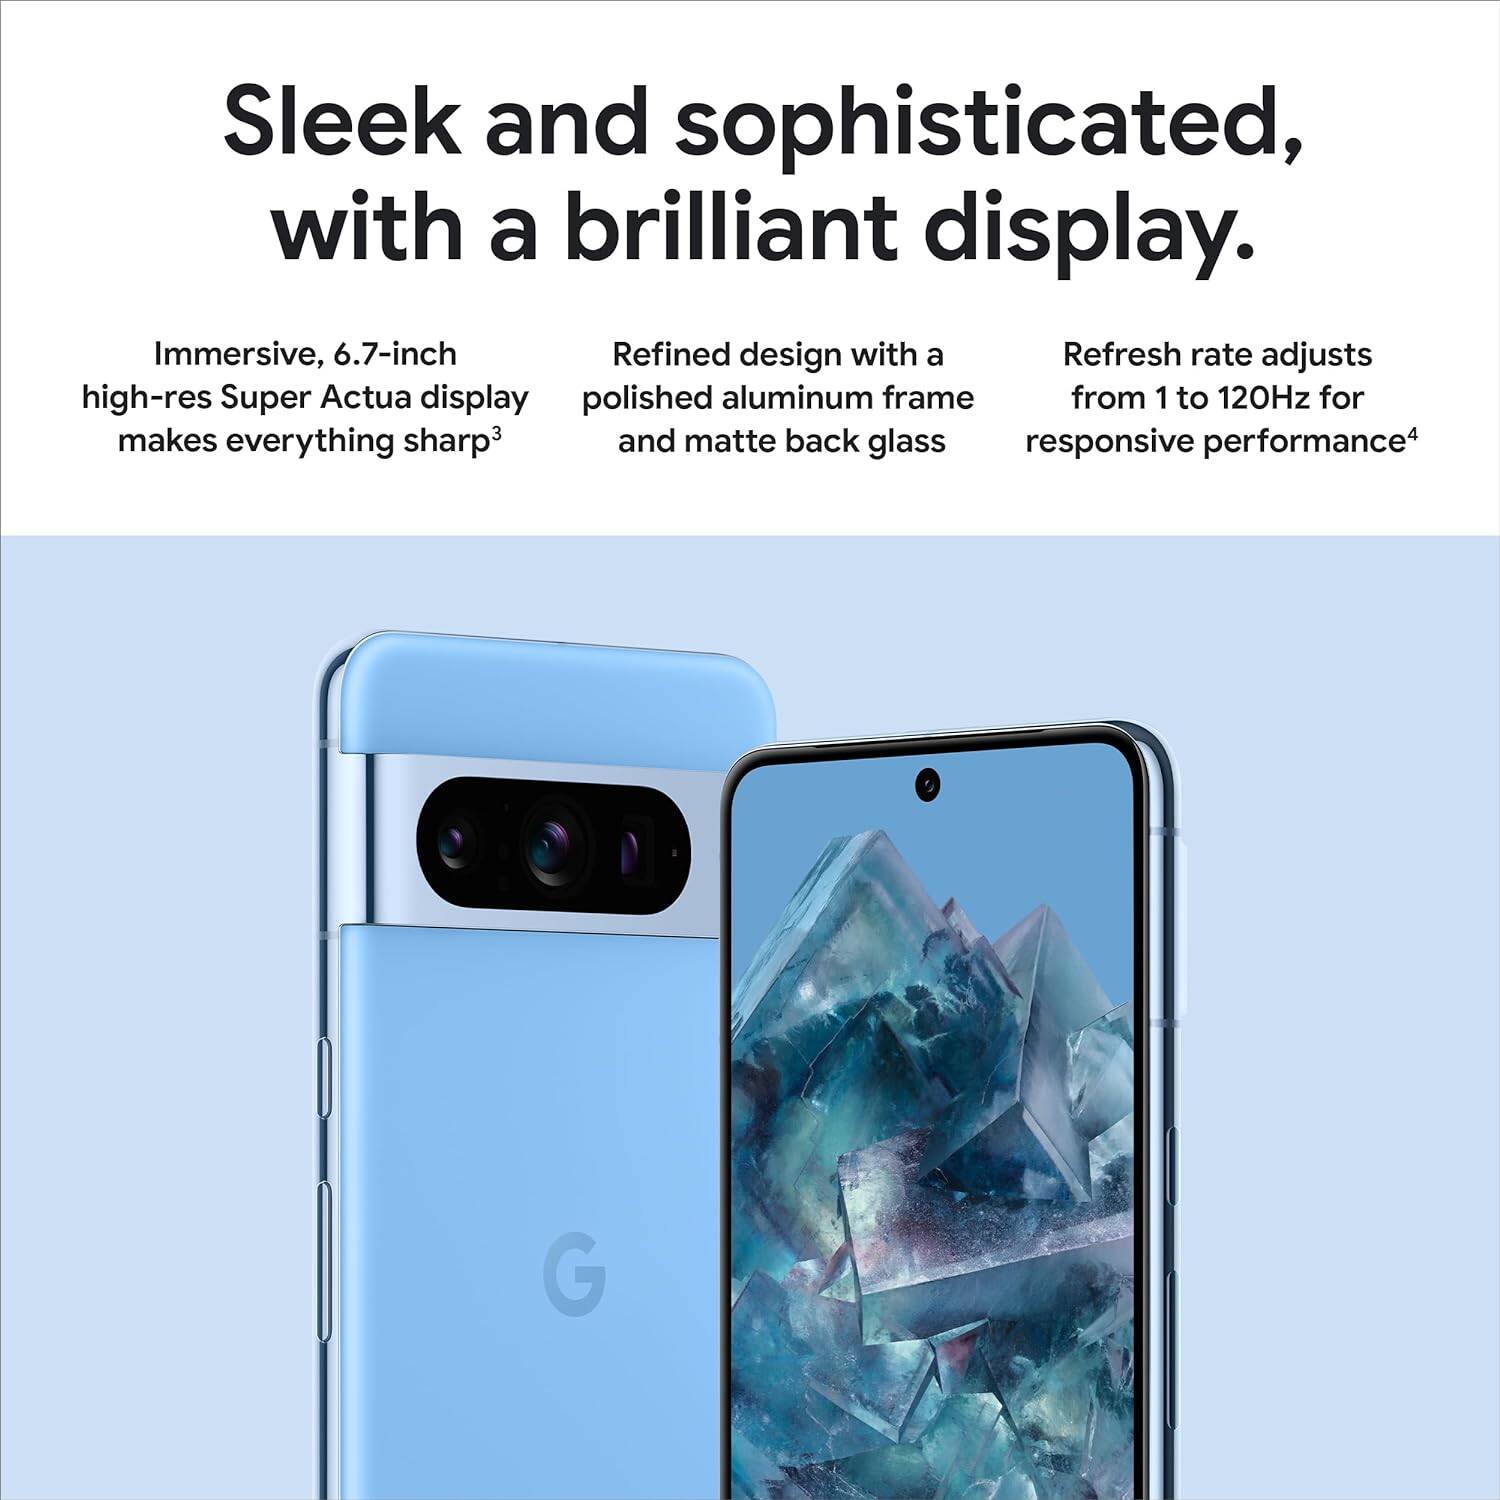 Sleek and sophisticated,
with a brilliant display.
Immersive, 6.7-inch
high-res Super Actua display
makes everything sharp³
Refined design with a
polished aluminum frame
and matte back glass
Refresh rate adjusts
from 1 to 120Hz for
responsive performance⁴
G